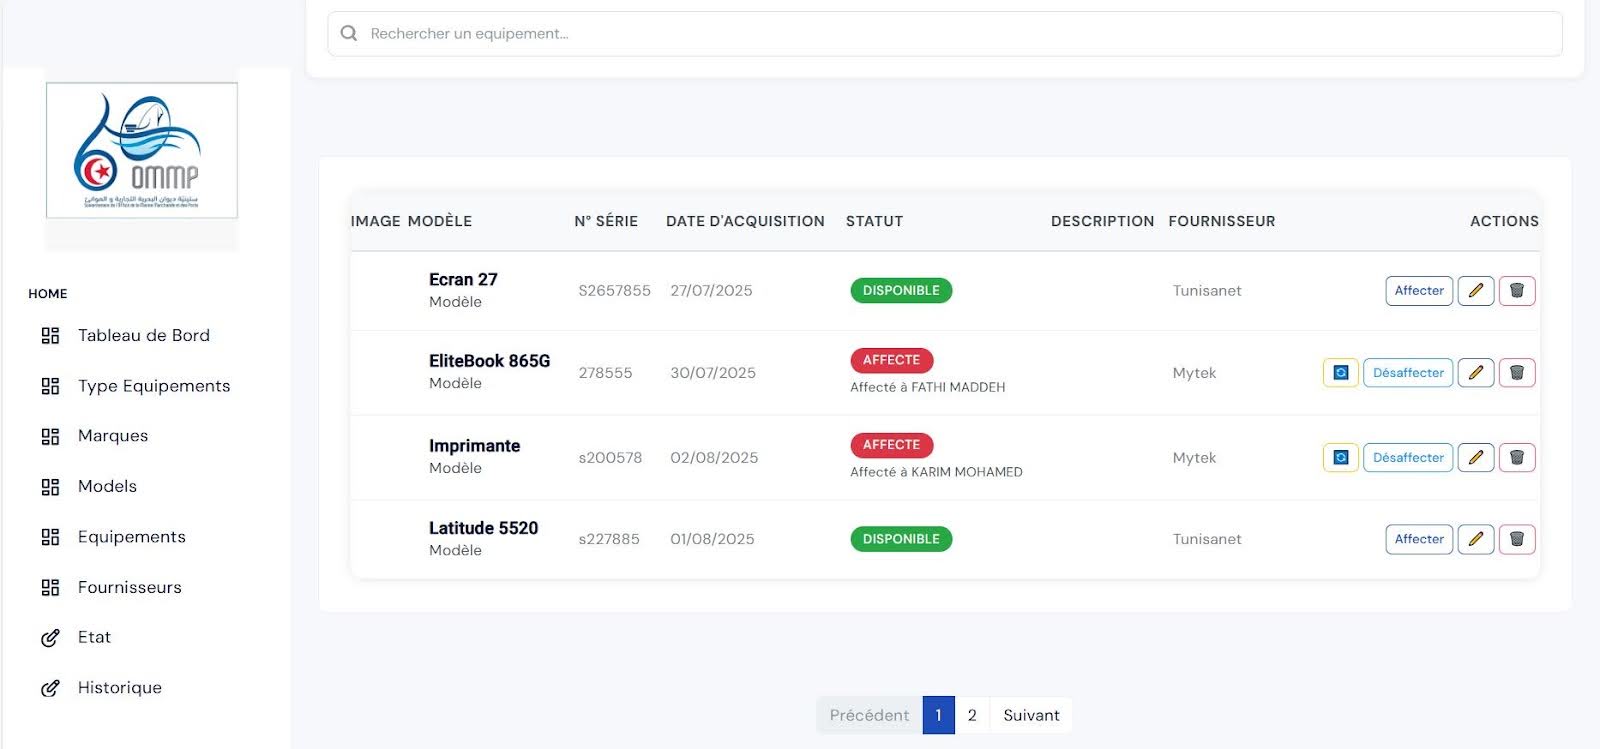 Rechercher un equipement...
OMMP
HOME
Tableau de Bord
Type Equipements
Marques
Models
Equipements
Fournisseurs
Etat
Historique
IMAGE MODÈLE N° SÉRIE DATE D'ACQUISITION STATUT DESCRIPTION FOURNISSEUR ACTIONS
Ecran 27
Modèle
S2657855 27/07/2025 DISPONIBLE Tunisanet Affecter
EliteBook 865G
Modèle
278555 30/07/2025 AFFECTE
Affecté à FATHI MADDEH
Mytek Désaffecter
Imprimante
Modèle
s200578 02/08/2025 AFFECTE
Affecté à KARIM MOHAMED
Mytek Désaffecter
Latitude 5520
Modèle
s227885 01/08/2025 DISPONIBLE Tunisanet Affecter
Précédent 1 2 Suivant